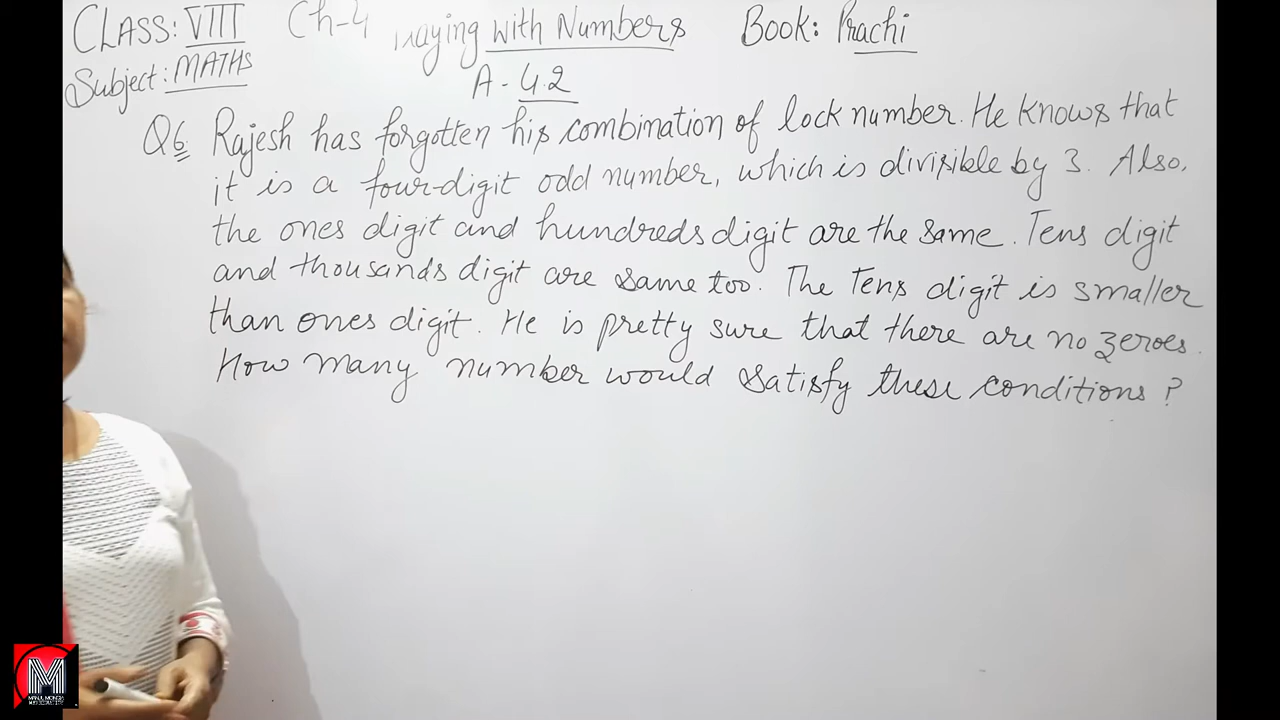 CLASS: VIII Ch-4 Playing with Numbers Book: Prachi
Subject: MATHS
A - 4.2
Q6 Rajesh has forgotten his combination of lock number. He knows that
it is a four-digit odd number, which is divisible by 3. Also,
the ones digit and hundreds digit are the same. Tens digit
and thousands digit are same too. The Tens digit is smaller
than ones digit. He is pretty sure that there are no zeroes.
How many number would satisfy these conditions?
M